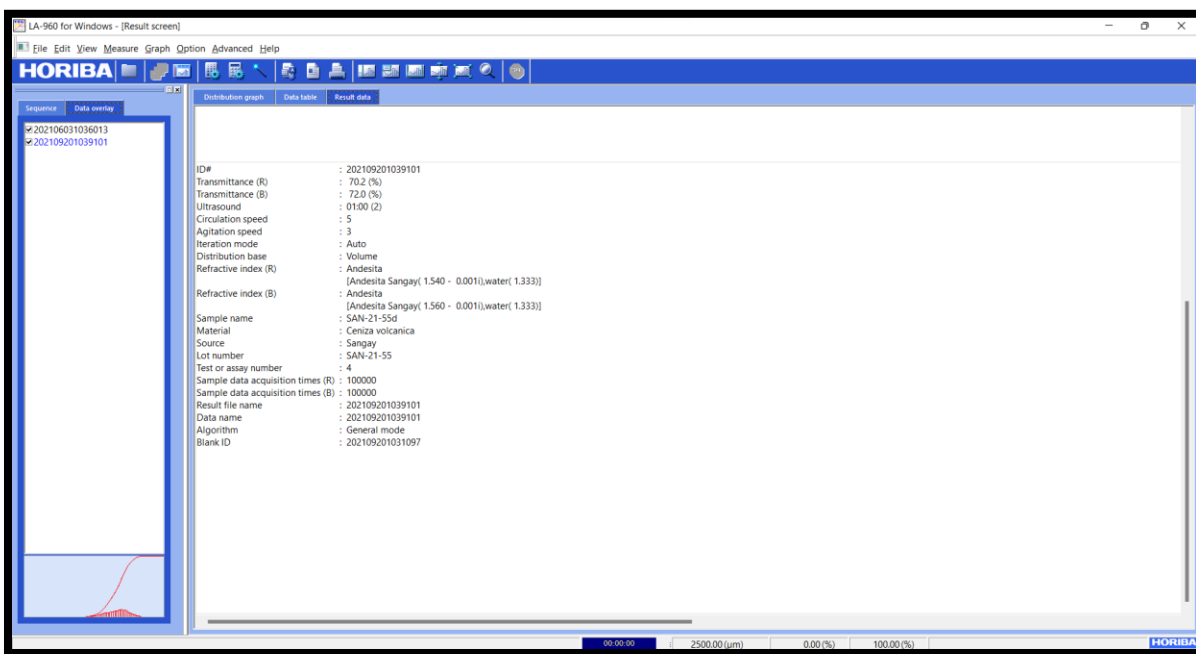 LA-960 for Windows - [Result screen]
File Edit View Measure Graph Option Advanced Help
HORIBA
Sequence Data overlay
202106031036013
202109201039101
Distribution graph Data table Result data
ID# : 202109201039101
Transmittance (R) : 70.2 (%)
Transmittance (B) : 72.0 (%)
Ultrasound : 01:00 (2)
Circulation speed : 5
Agitation speed : 3
Iteration mode : Auto
Distribution base : Volume
Refractive index (R) : Andesita
[Andesita Sangay( 1.540 - 0.001i),water( 1.333)]
Refractive index (B) : Andesita
[Andesita Sangay( 1.560 - 0.001i),water( 1.333)]
Sample name : SAN-21-55d
Material : Ceniza volcanica
Source : Sangay
Lot number : SAN-21-55
Test or assay number : 4
Sample data acquisition times (R) : 100000
Sample data acquisition times (B) : 100000
Result file name : 202109201039101
Data name : 202109201039101
Algorithm : General mode
Blank ID : 202109201031097
00:00:00 2500.00 (µm) 0.00 (%) 100.00 (%) HORIBA